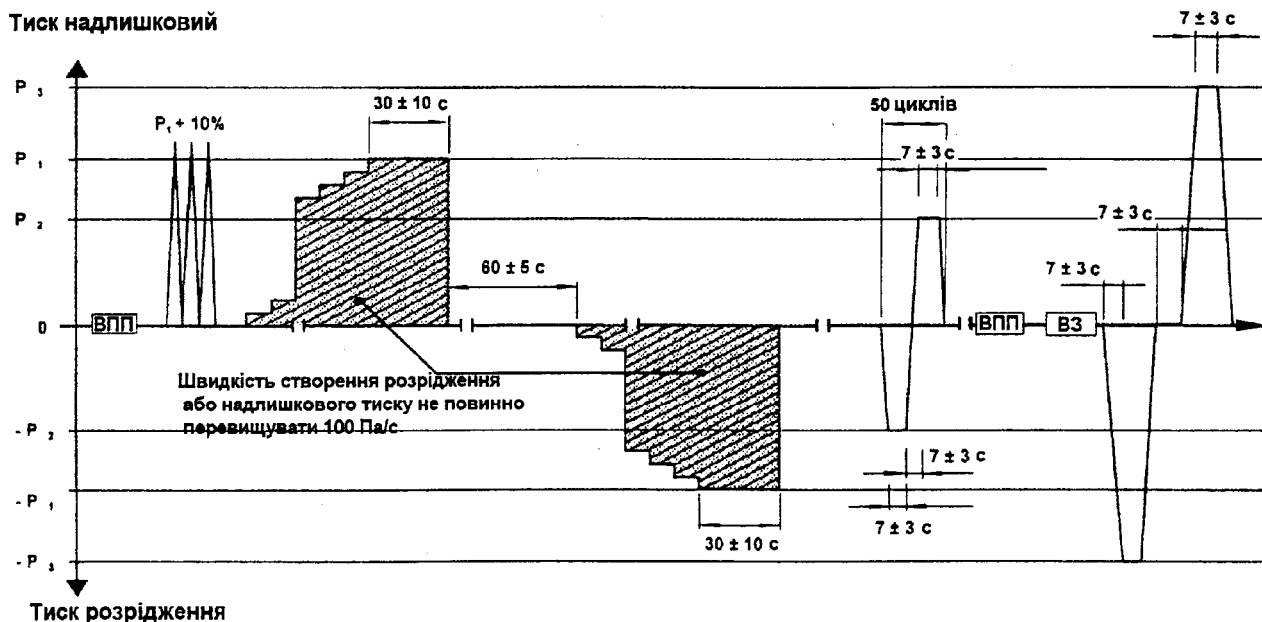 Тиск надлишковий
7 ± 3 с
P 3
30 ± 10 с
50 циклів
P₁ + 10%
P 1
7 ± 3 с
P 2
7 ± 3 с
60 ± 5 с
7 ± 3 с
0
ВПП
ВПП
ВЗ
Швидкість створення розрідження
або надлишкового тиску не повинно
перевищувати 100 Па/с
- P 2
7 ± 3 с
- P 1
7 ± 3 с
30 ± 10 с
- P 3
Тиск розрідження